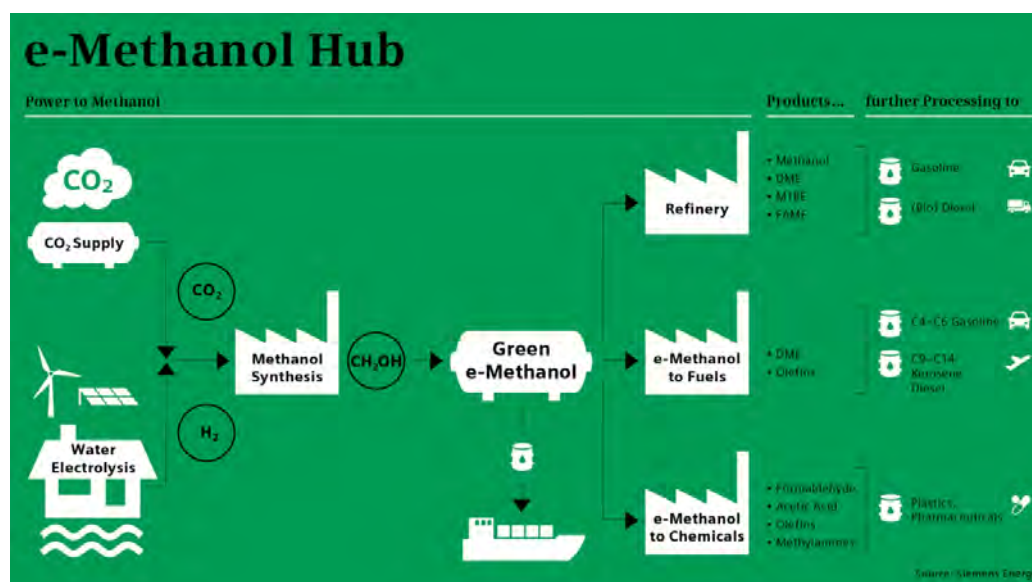 e-Methanol Hub
Power to Methanol
Products...
further Processing to
CO₂
CO₂ Supply
CO₂
Methanol
Synthesis
CH₃OH
H₂
Water
Electrolysis
Green
e-Methanol
Refinery
• Methanol
• DME
• MTBE
• FAME
Gasoline
(Bio) Diesel
e-Methanol
to Fuels
• DME
• Olefins
C4–C6 Gasoline
C9–C14
Kerosene
Diesel
e-Methanol
to Chemicals
• Formaldehyde
• Acetic Acid
• Olefins
• Methylamines
Plastics,
Pharmaceuticals
Source: Siemens Energ